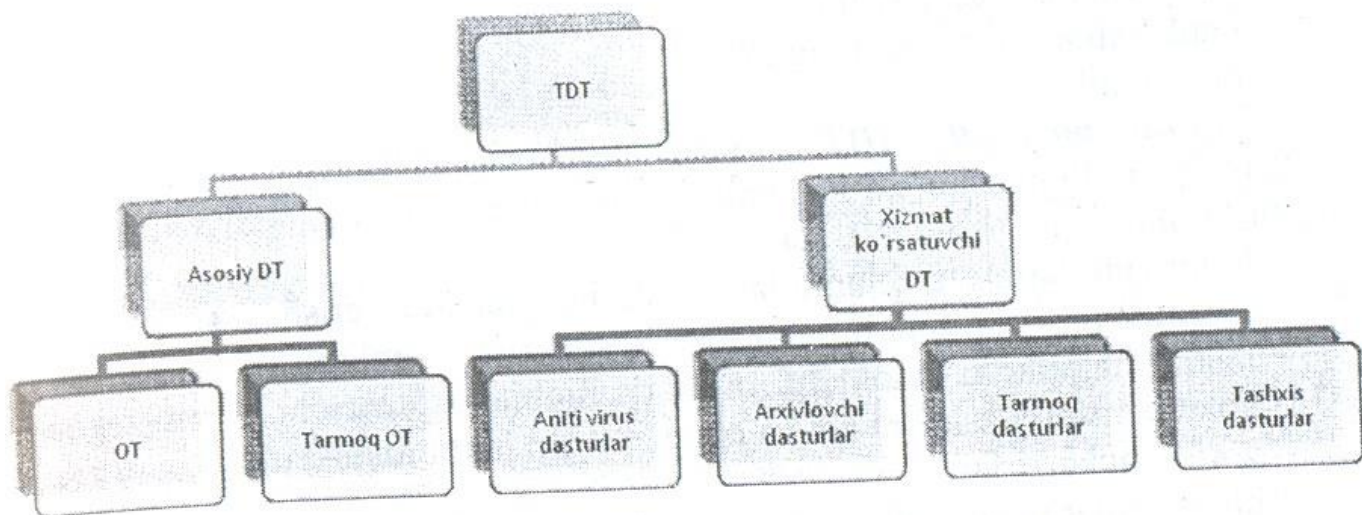 TDT
Asosiy DT
Xizmat
ko`rsatuvchi
DT
OT
Tarmoq OT
Aniti virus
dasturlar
Arxivlovchi
dasturlar
Tarmoq
dasturlar
Tashxis
dasturlar